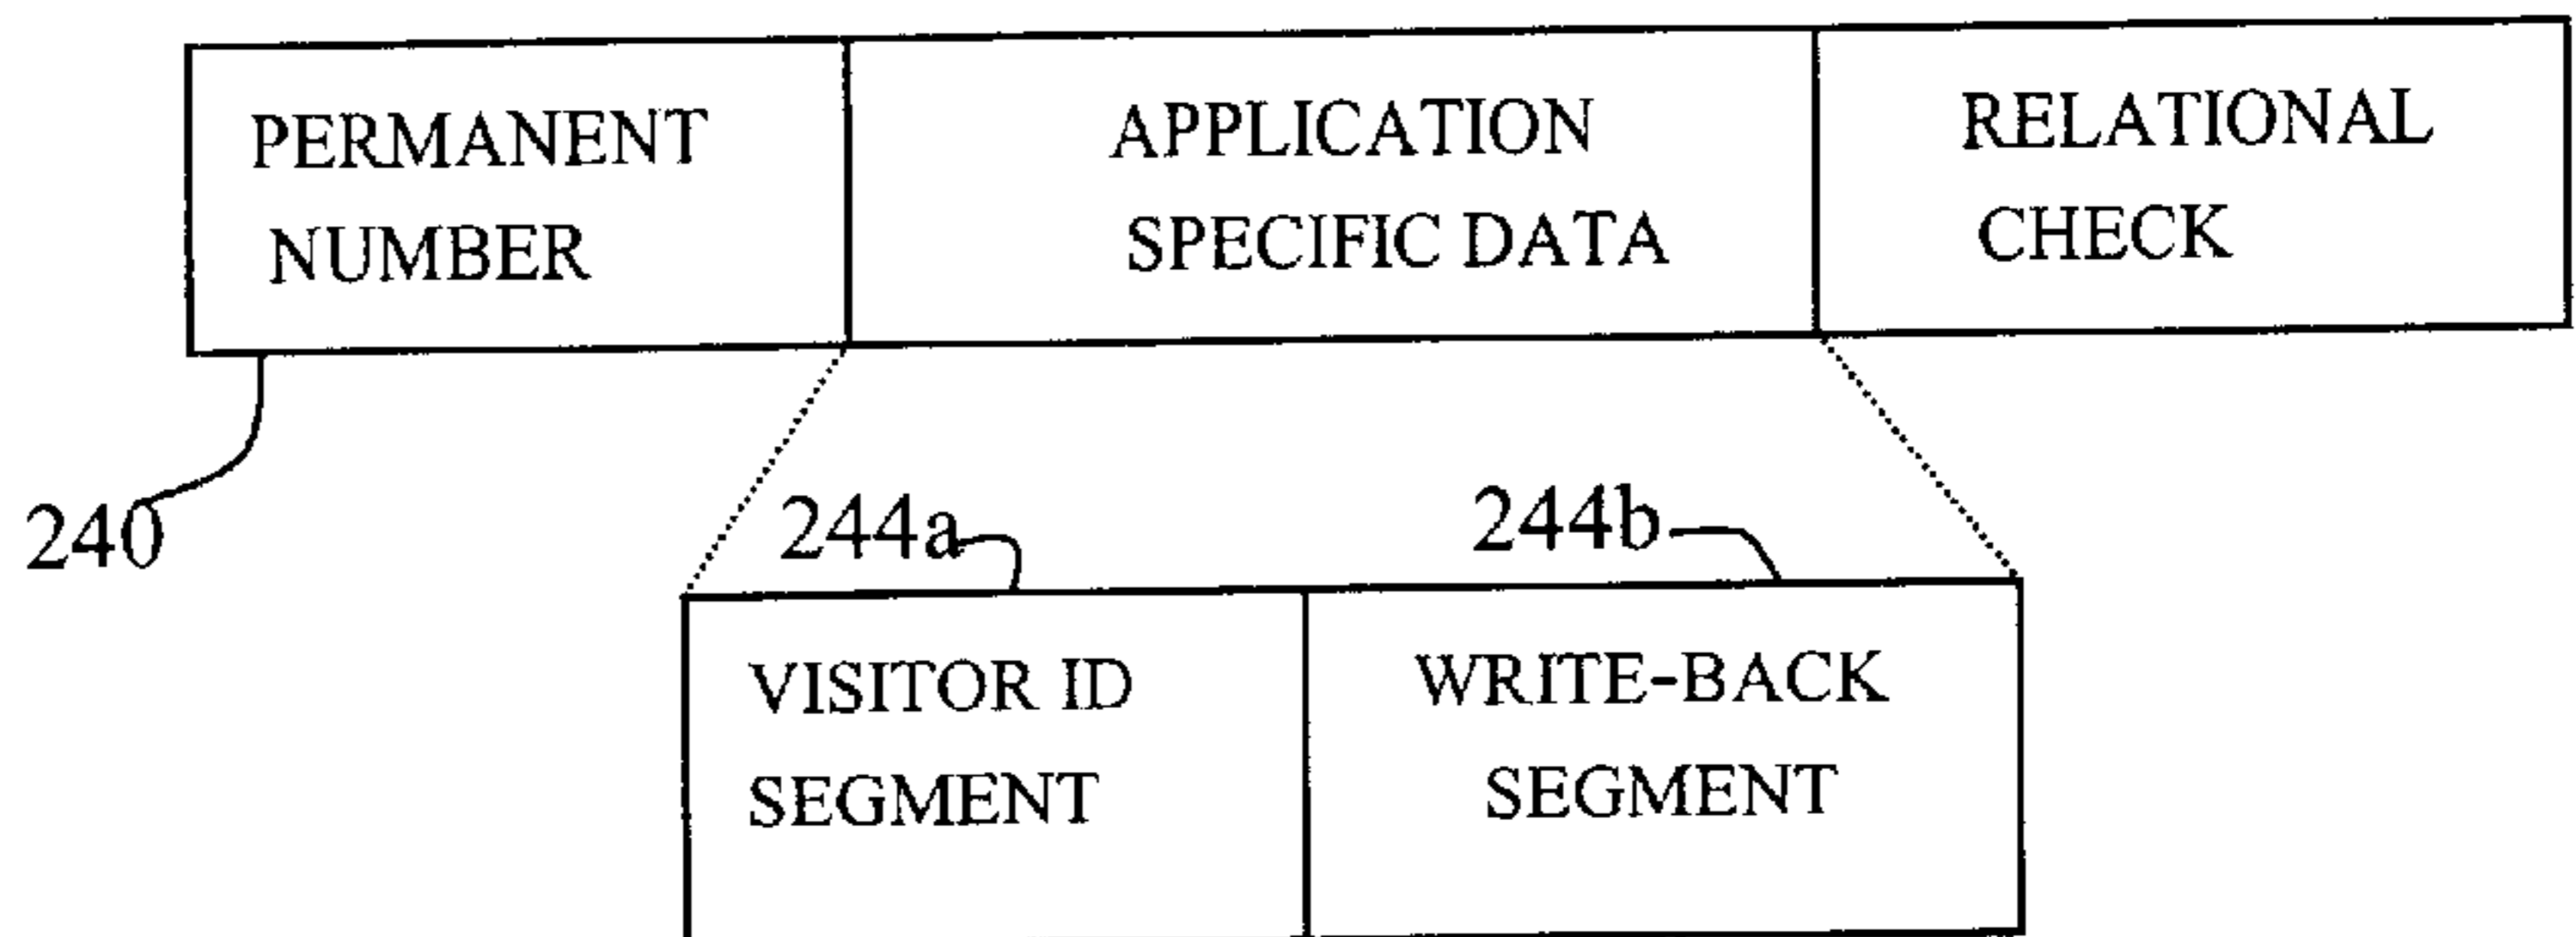 PERMANENT
NUMBER
APPLICATION
SPECIFIC DATA
RELATIONAL
CHECK
240
244a
244b
VISITOR ID
SEGMENT
WRITE-BACK
SEGMENT